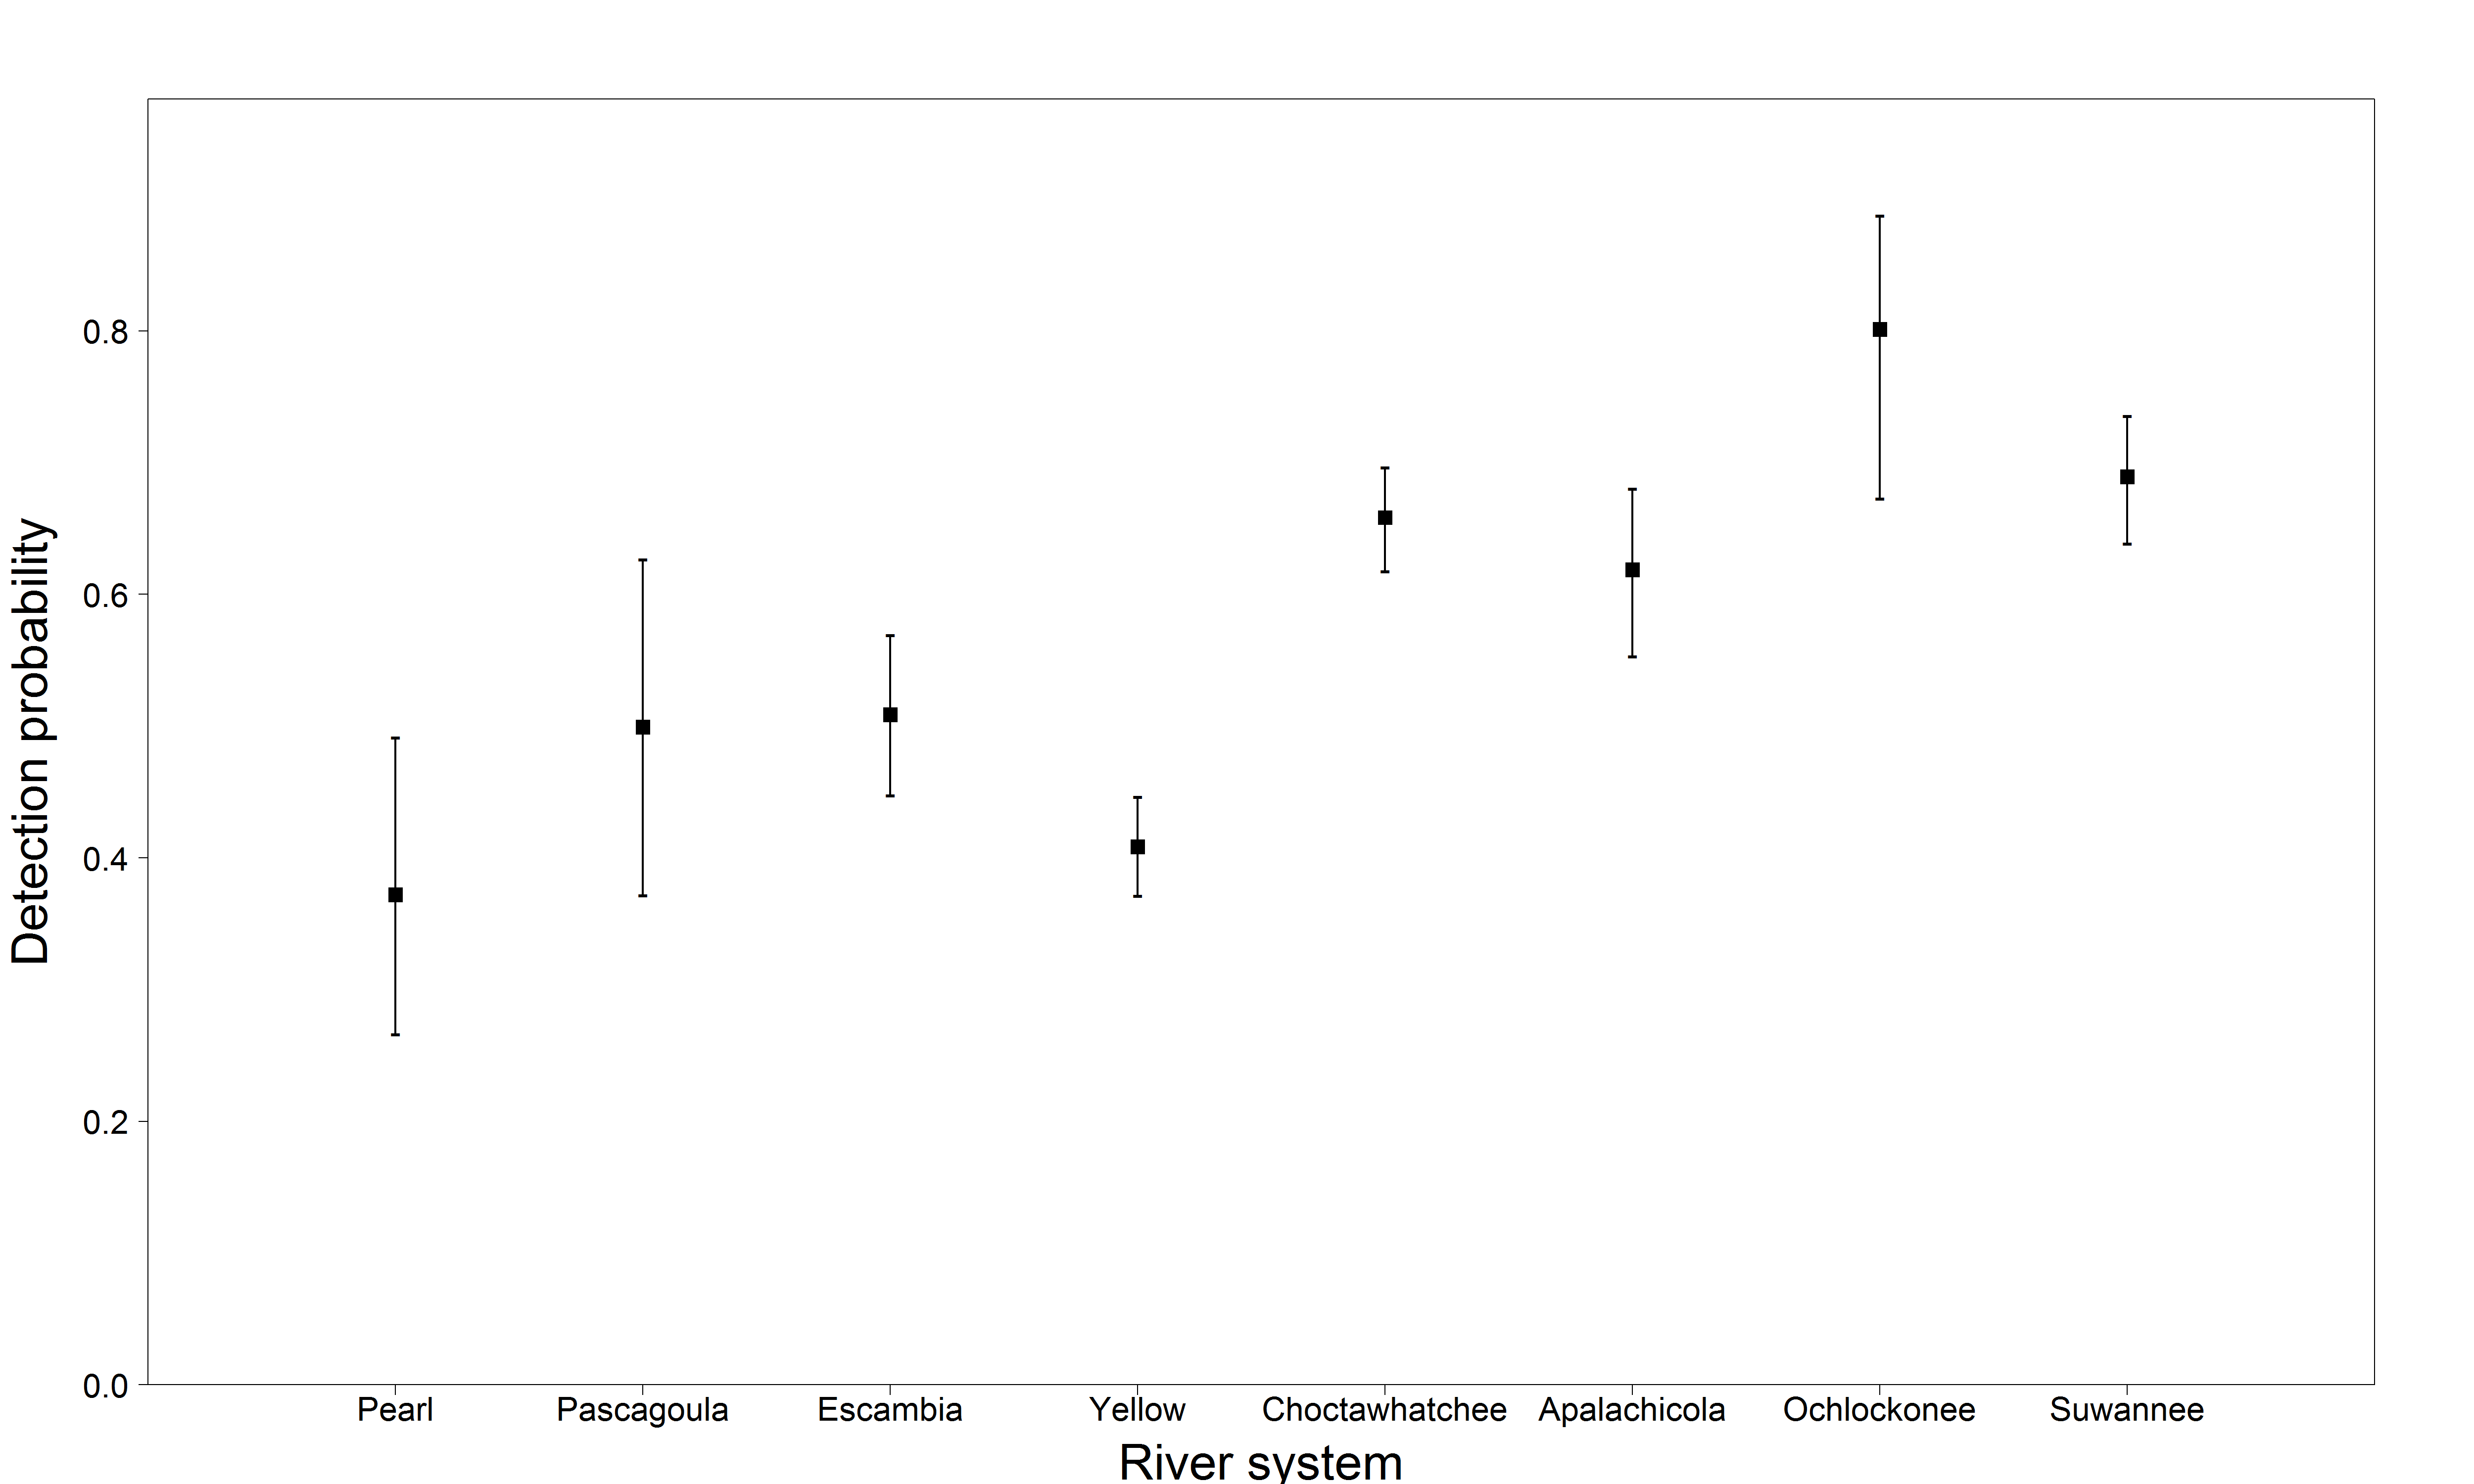 Detection probability
0.8
0.6
0.4
0.2
0.0
Pearl Pascagoula Escambia Yellow Choctawhatchee Apalachicola Ochlockonee Suwannee
River system